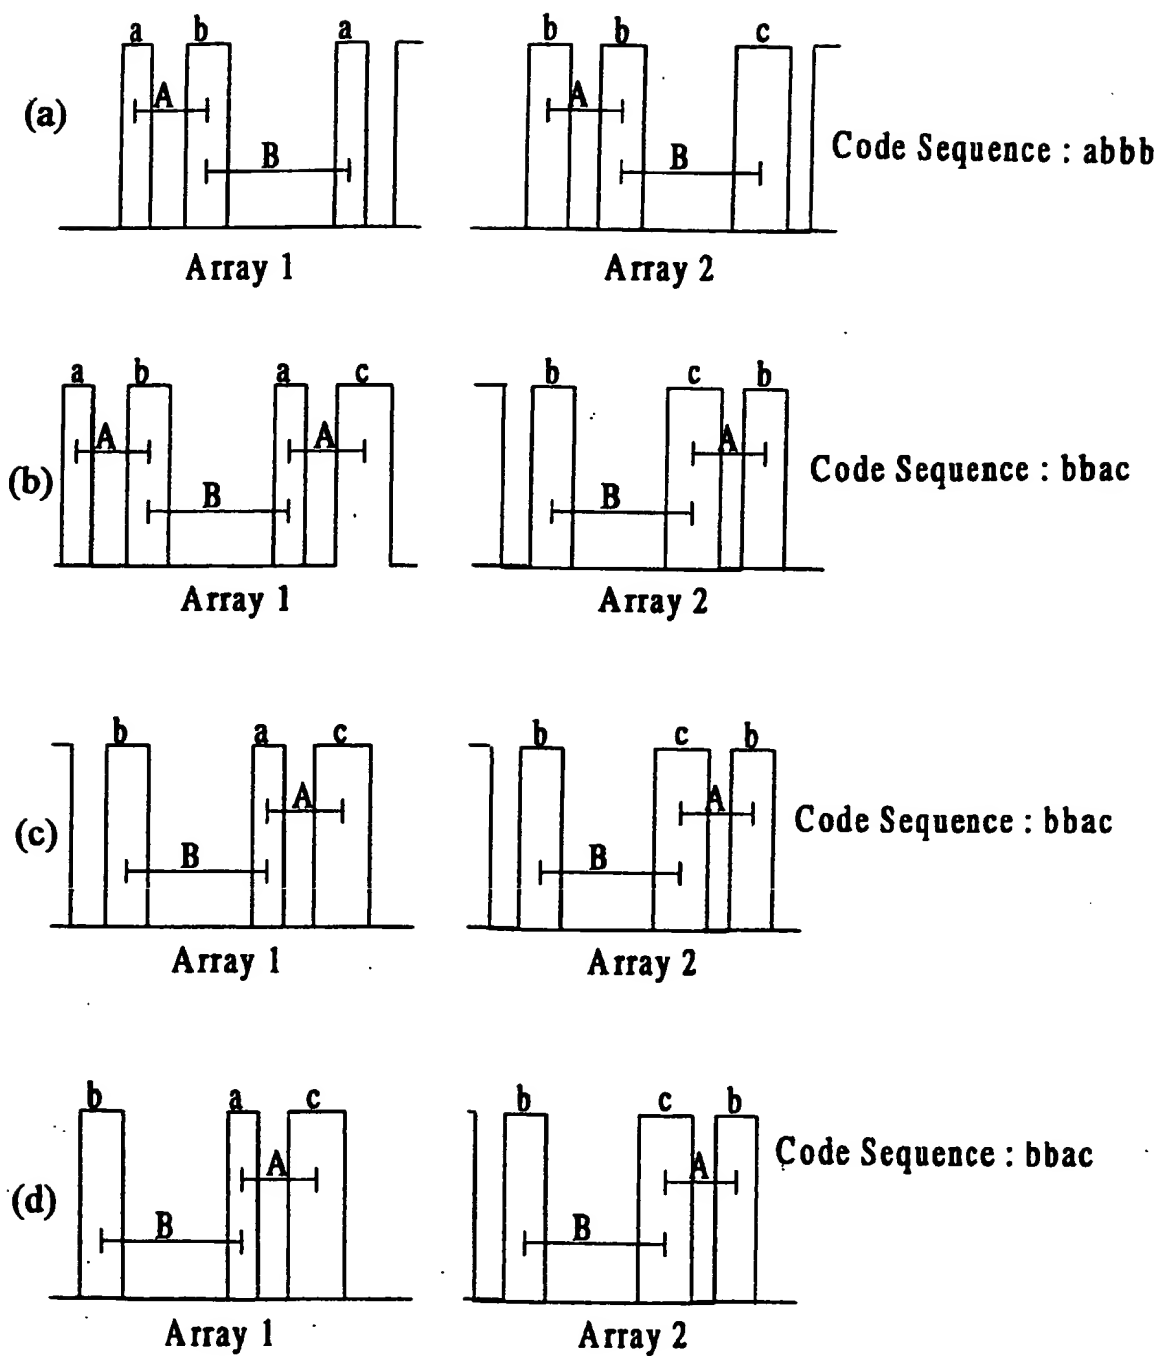 a b a b b c
(a) A A
B B Code Sequence : abbb
Array 1 Array 2
a b a c b c b
A A A
(b) B B Code Sequence : bbac
Array 1 Array 2
b a c b c b
A A
(c) B B Code Sequence : bbac
Array 1 Array 2
b a c b c b
A A Code Sequence : bbac
(d) B B
Array 1 Array 2